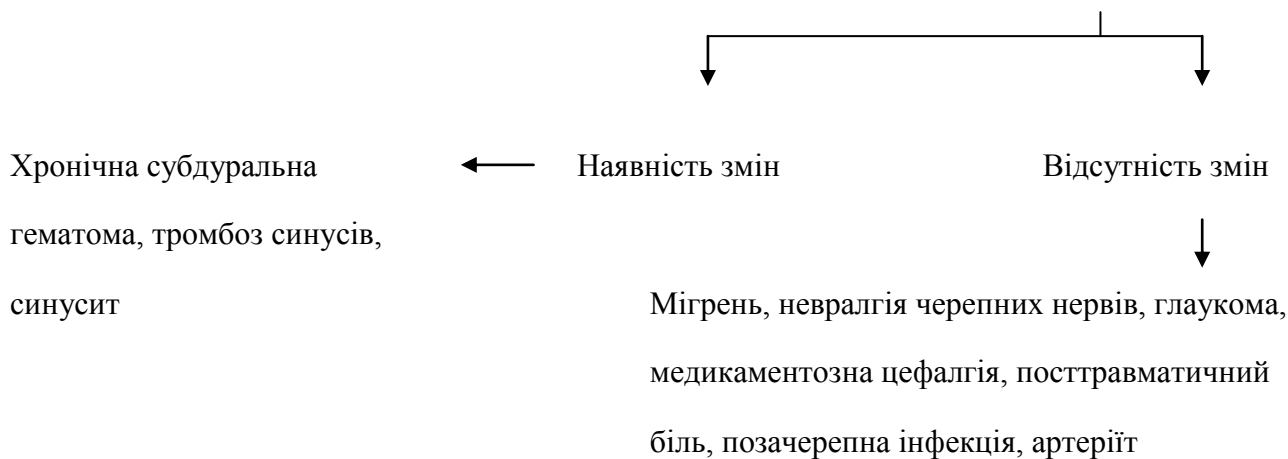 Хронічна субдуральна
гематома, тромбоз синусів,
синусит
Наявність змін
Відсутність змін
Мігрень, невралгія черепних нервів, глаукома,
медикаментозна цефалгія, посттравматичний
біль, позачерепна інфекція, артеріїт